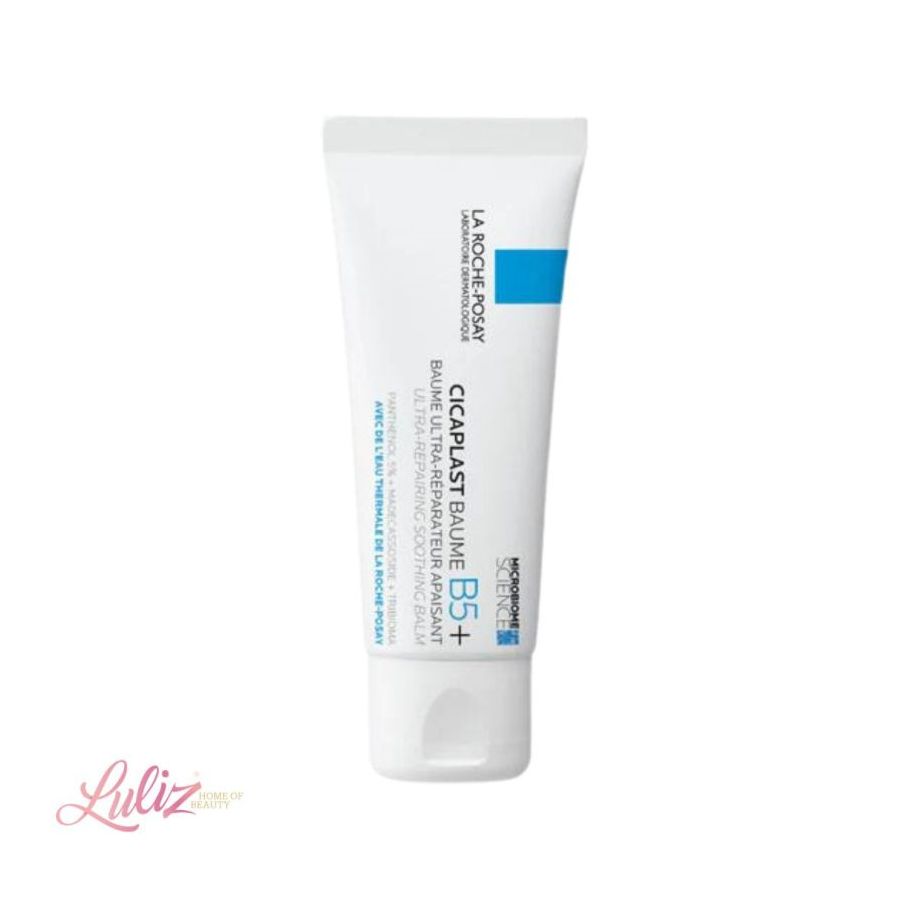 LA ROCHE-POSAY
LABORATOIRE DERMATOLOGIQUE
CICAPLAST BAUME B5+
BAUME ULTRA-RÉPARATEUR APAISANT
ULTRA-REPAIRING SOOTHING BALM
PANTHENOL 5% + MADECASSOSIDE + TRIBIOMA
AVEC DE L'EAU THERMALE DE LA ROCHE-POSAY
MICROBIOME
SCIENCE
Luliz
HOME OF
BEAUTY